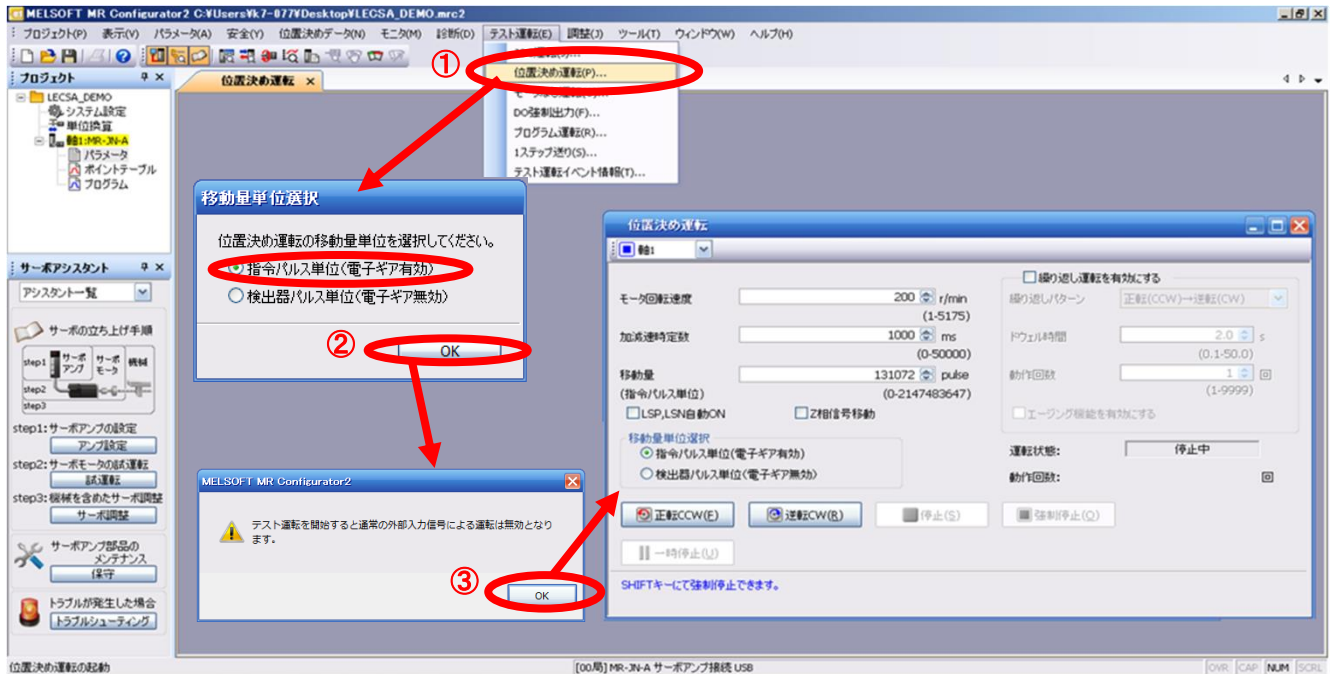 MELSOFT MR Configurator2 C:¥Users¥k7-077¥Desktop¥LECSA_DEMO.mrc2
プロジェクト(P) 表示(V) パラメータ(A) 安全(Y) 位置決めデータ(N) モニタ(M) 診断(D) テスト運転(E) 調整(J) ツール(T) ウィンドウ(W) ヘルプ(H)
①
位置決め運転(P)...
DO強制出力(F)...
プログラム運転(R)...
1ステップ送り(S)...
テスト運転イベント情報(T)...
プロジェクト
位置決め運転
LECSA_DEMO
システム設定
単位換算
軸1:MR-JN-A
パラメータ
ポイントテーブル
プログラム
サーボアシスタント
アシスタント一覧
サーボの立ち上げ手順
step1
サーボアンプ
サーボモータ
機械
step2
step3
step1:サーボアンプの設定
アンプ設定
step2:サーボモータの試運転
試運転
step3:機械を含めたサーボ調整
サーボ調整
サーボアンプ部品の
メンテナンス
保守
トラブルが発生した場合
トラブルシューティング
移動量単位選択
位置決め運転の移動量単位を選択してください。
指令パルス単位(電子ギア有効)
検出器パルス単位(電子ギア無効)
②
OK
MELSOFT MR Configurator2
テスト運転を開始すると通常の外部入力信号による運転は無効となり
ます。
③
OK
位置決め運転
軸1
モータ回転速度 200 r/min
(1-5175)
加減速時定数 1000 ms
(0-50000)
移動量 131072 pulse
(指令パルス単位) (0-2147483647)
LSP,LSN自動ON Z相信号移動
移動量単位選択
指令パルス単位(電子ギア有効)
検出器パルス単位(電子ギア無効)
繰り返し運転を有効にする
繰り返しパターン 正転(CCW)→逆転(CW)
ドウェル時間 2.0 s
(0.1-50.0)
動作回数 1 回
(1-9999)
エージング機能を有効にする
運転状態: 停止中
動作回数: 回
正転CCW(F) 逆転CW(R) 停止(S) 強制停止(O)
一時停止(U)
SHIFTキーにて強制停止できます。
位置決め運転の起動
[00局] MR-JN-A サーボアンプ接続 USB
OVR CAP NUM SCRL